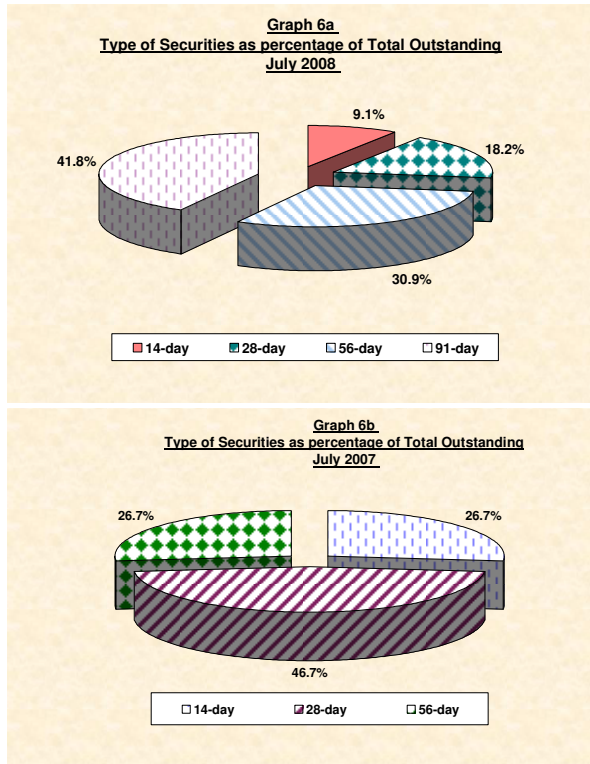 Graph 6a
Type of Securities as percentage of Total Outstanding
July 2008
9.1%
18.2%
41.8%
30.9%
14-day 28-day 56-day 91-day
Graph 6b
Type of Securities as percentage of Total Outstanding
July 2007
26.7% 26.7%
46.7%
14-day 28-day 56-day